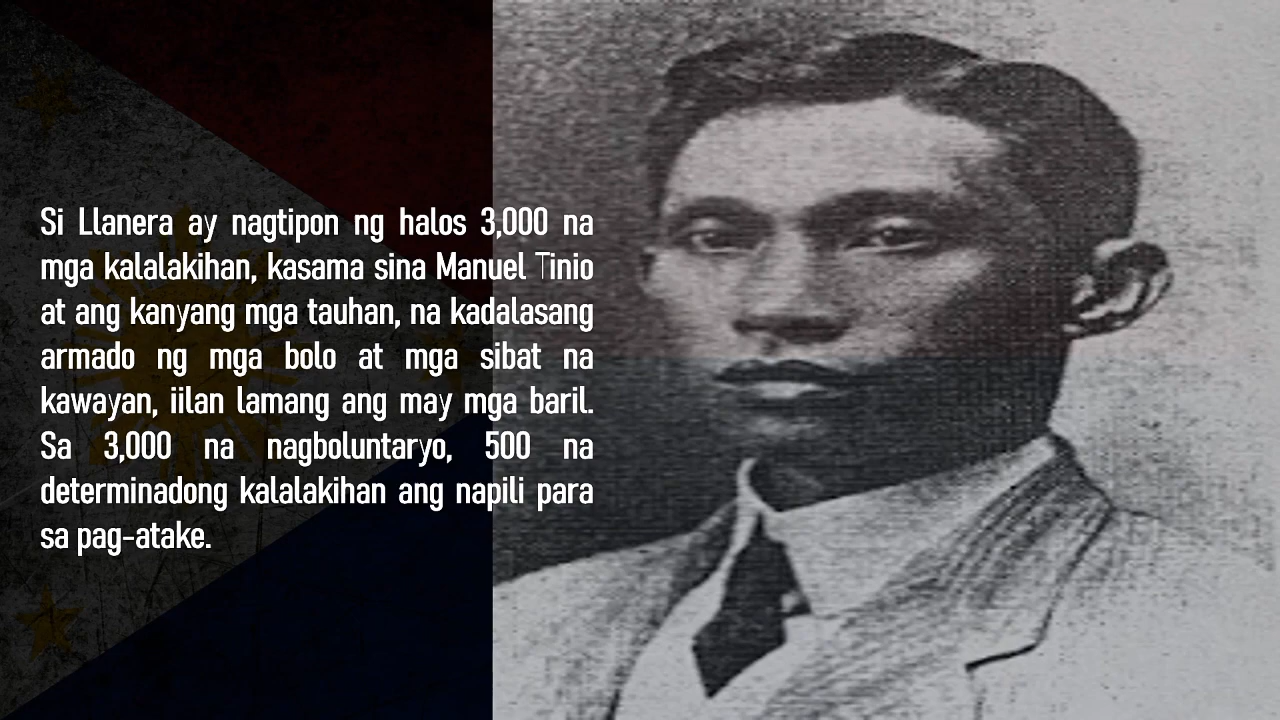 Si Llanera ay nagtipon ng halos 3,000 na
mga kalalakihan, kasama sina Manuel Tinio
at ang kanyang mga tauhan, na kadalasang
armado ng mga bolo at mga sibat na
kawayan, iilan lamang ang may mga baril.
Sa 3,000 na nagboluntaryo, 500 na
determinadong kalalakihan ang napili para
sa pag-atake.